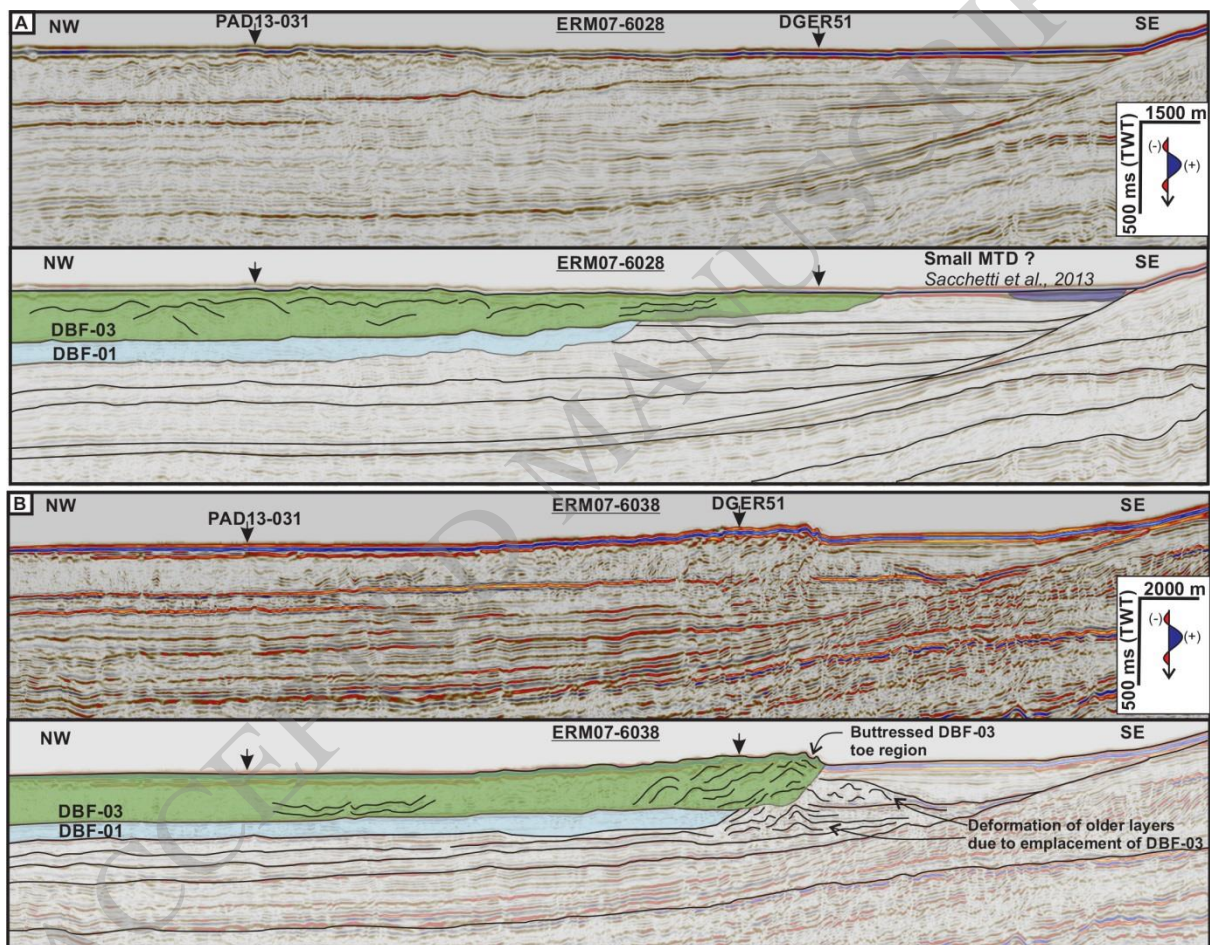 A NW PAD13-031 ERM07-6028 DGER51 SE
1500 m
500 ms (TWT)
(-)
(+)
NW ERM07-6028 Small MTD ? SE
Sacchetti et al., 2013
DBF-03
DBF-01
B NW PAD13-031 ERM07-6038 DGER51 SE
2000 m
500 ms (TWT)
(-)
(+)
NW ERM07-6038 Buttressed DBF-03 SE
toe region
DBF-03
DBF-01
Deformation of older layers
due to emplacement of DBF-03
ACCEPTED MANUSCRIPT